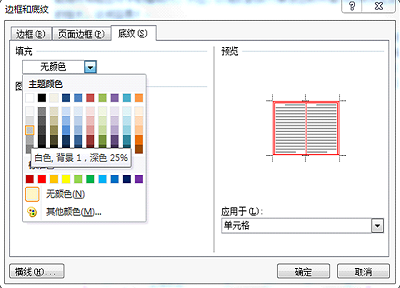 边框和底纹
边框(B)
页面边框(P)
底纹(S)
填充
无颜色
主题颜色
白色, 背景 1 , 深色 25%
无颜色(N)
其他颜色(M)...
预览
应用于(L):
单元格
横线(H)...
确定
取消